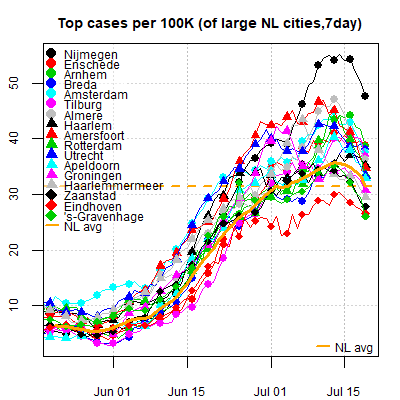 Top cases per 100K (of large NL cities,7day)
50
40
30
20
10
Nijmegen
Enschede
Arnhem
Breda
Amsterdam
Tilburg
Almere
Haarlem
Amersfoort
Rotterdam
Utrecht
Apeldoorn
Groningen
Haarlemmermeer
Zaanstad
Eindhoven
's-Gravenhage
NL avg
NL avg
Jun 01
Jun 15
Jul 01
Jul 15